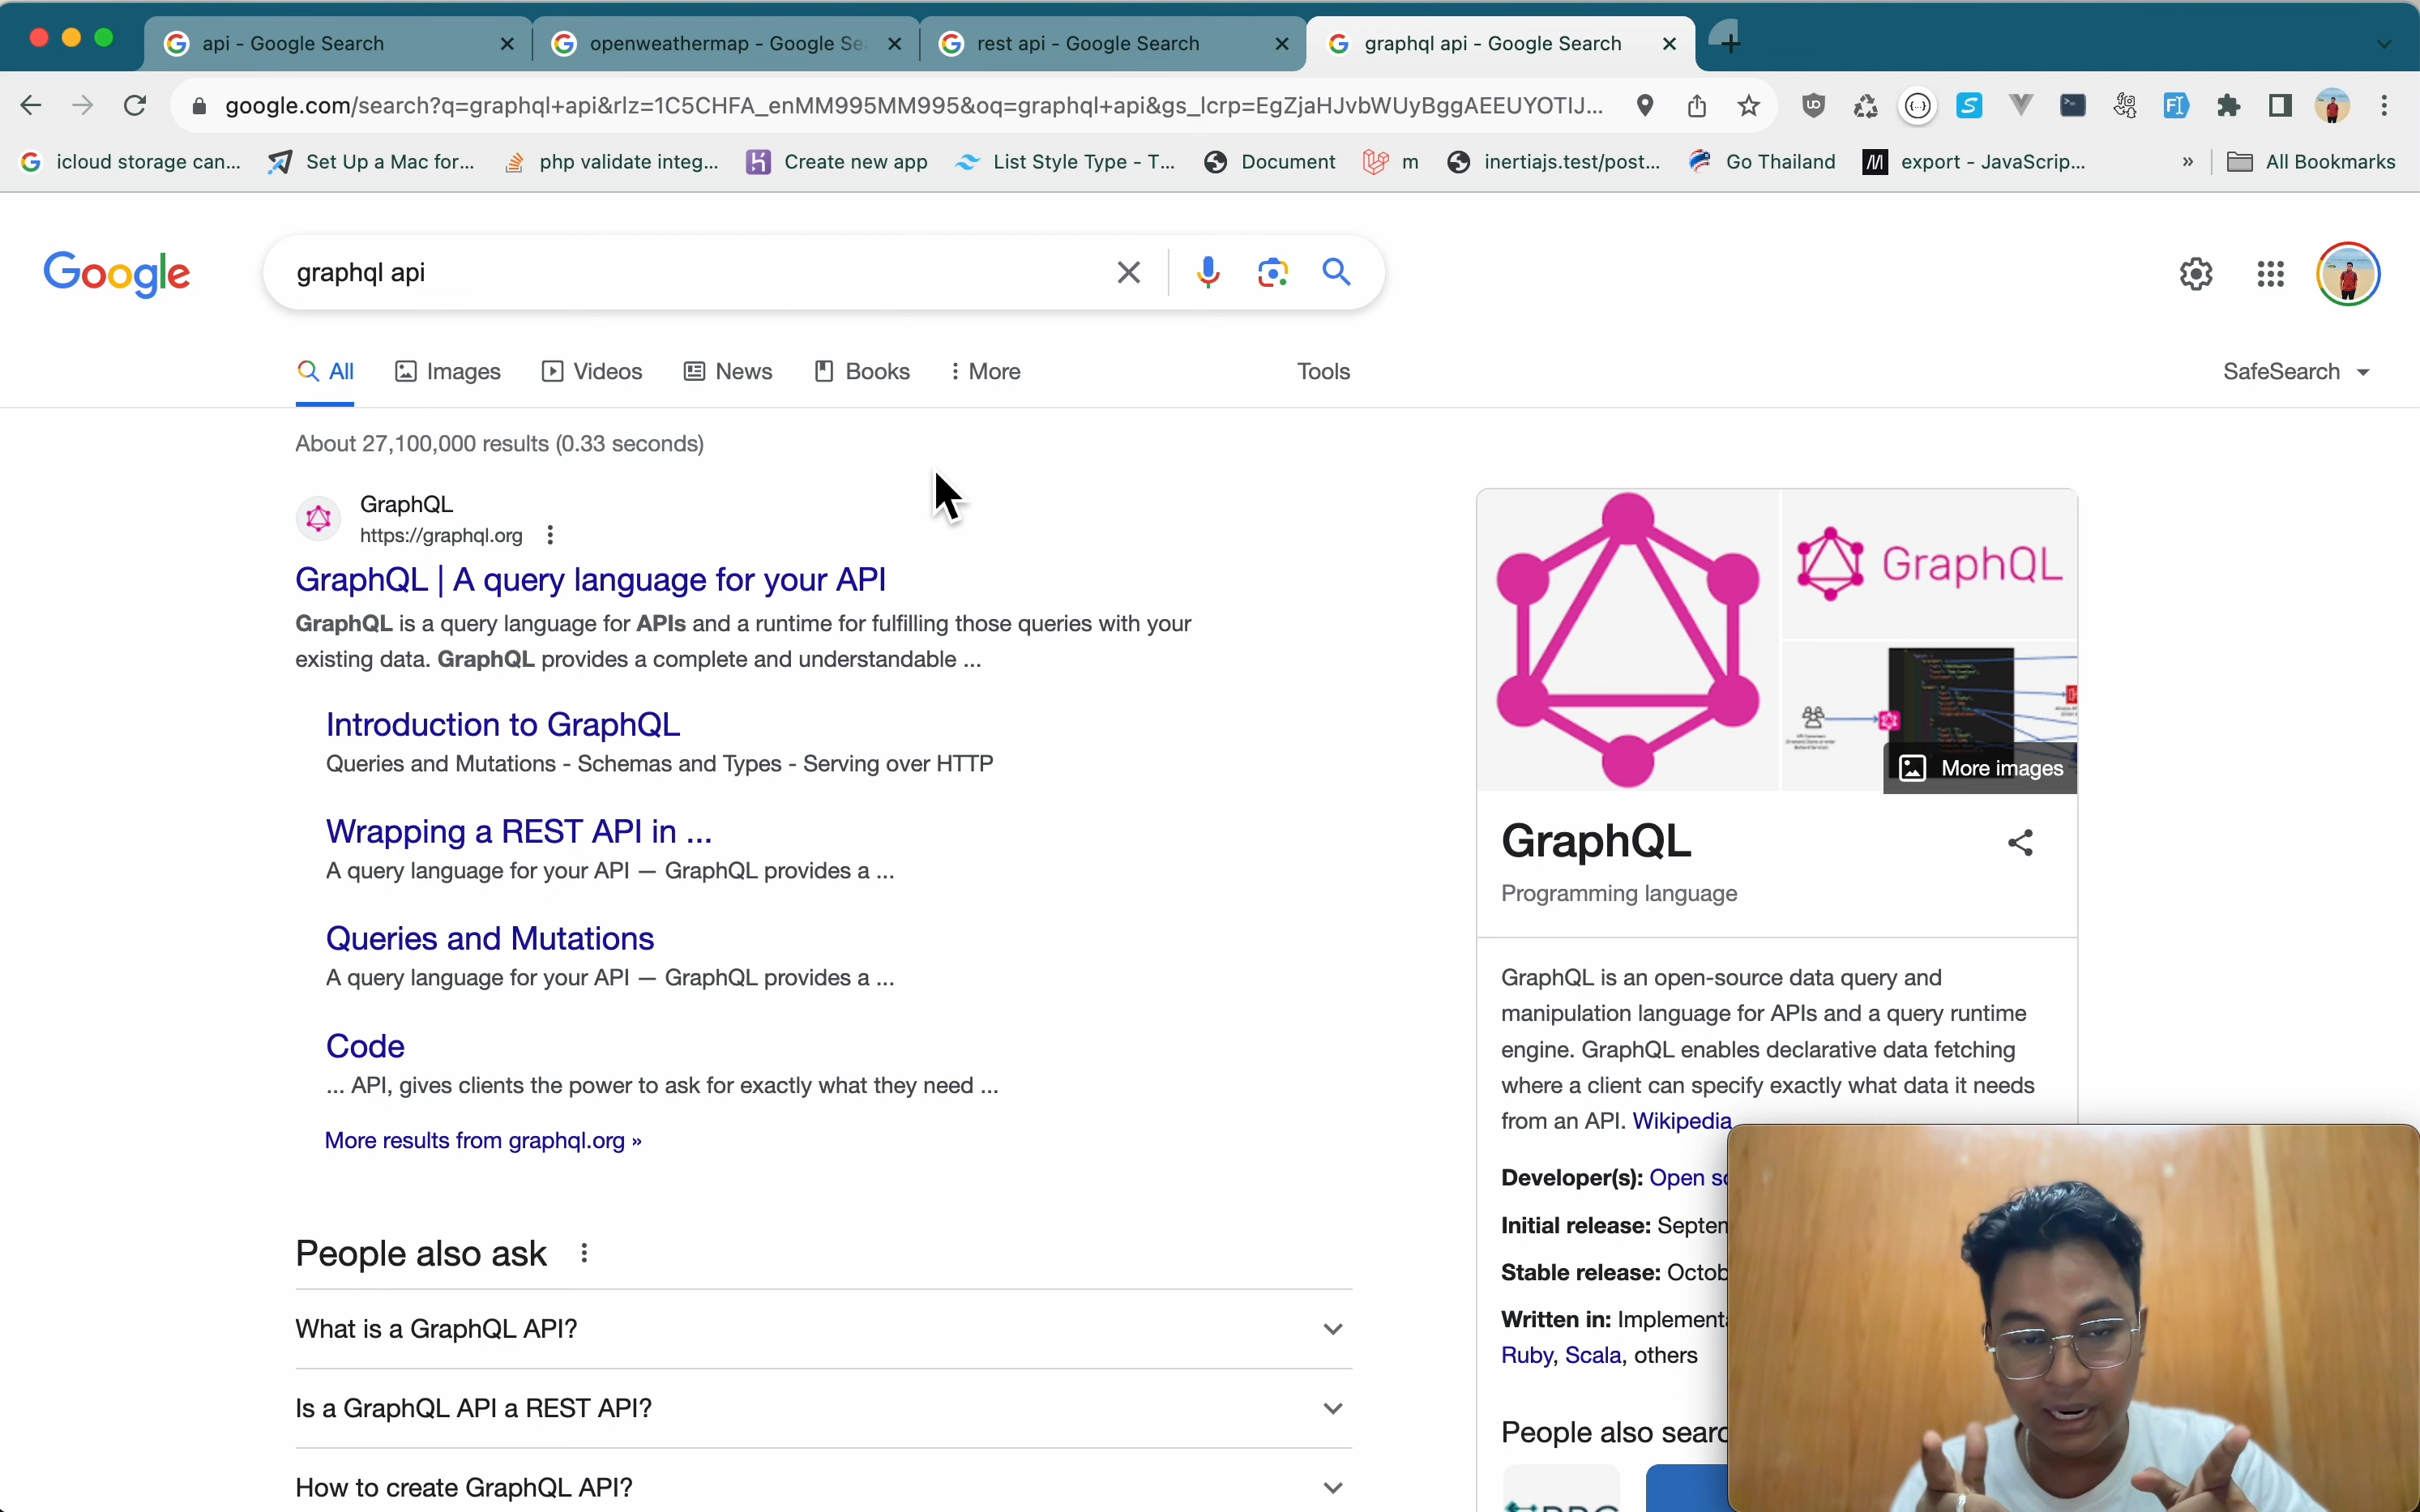 api - Google Search
openweathermap - Google Se
rest api - Google Search
graphql api - Google Search
google.com/search?q=graphql+api&rlz=1C5CHFA_enMM995MM995&oq=graphql+api&gs_lcrp=EgZjaHJvbWUyBggAEEUYOTIJ...
icloud storage can...
Set Up a Mac for...
php validate integ...
Create new app
List Style Type - T...
Document
m
inertiajs.test/post...
Go Thailand
export - JavaScrip...
»
All Bookmarks
Google
graphql api
All
Images
Videos
News
Books
More
Tools
SafeSearch
About 27,100,000 results (0.33 seconds)
GraphQL
https://graphql.org
GraphQL | A query language for your API
GraphQL is a query language for APIs and a runtime for fulfilling those queries with your
existing data. GraphQL provides a complete and understandable ...
Introduction to GraphQL
Queries and Mutations - Schemas and Types - Serving over HTTP
Wrapping a REST API in ...
A query language for your API — GraphQL provides a ...
Queries and Mutations
A query language for your API — GraphQL provides a ...
Code
... API, gives clients the power to ask for exactly what they need ...
More results from graphql.org »
People also ask
What is a GraphQL API?
Is a GraphQL API a REST API?
How to create GraphQL API?
GraphQL
More images
GraphQL
Programming language
GraphQL is an open-source data query and
manipulation language for APIs and a query runtime
engine. GraphQL enables declarative data fetching
where a client can specify exactly what data it needs
from an API. Wikipedia
Developer(s): Open
Initial release:
Stable release:
Written in:
Ruby, Scala, others
People also